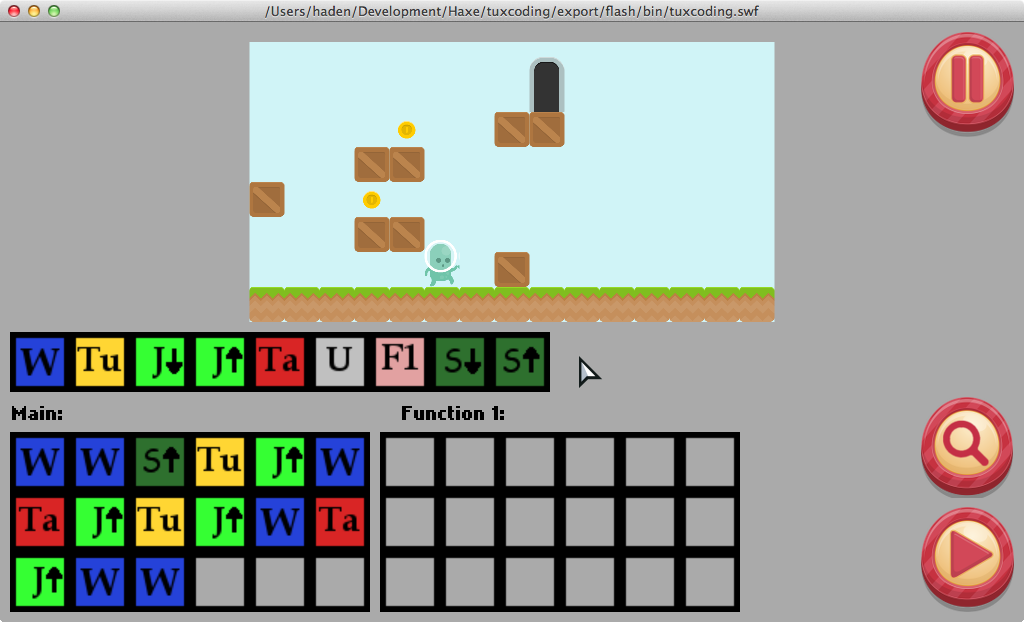 /Users/haden/Development/Haxe/tuxcoding/export/flash/bin/tuxcoding.swf
W Tu J↓ J↑ Ta U F1 S↓ S↑
Main: Function 1:
W W S↑ Tu J↑ W
Ta J↑ Tu J↑ W Ta
J↑ W W